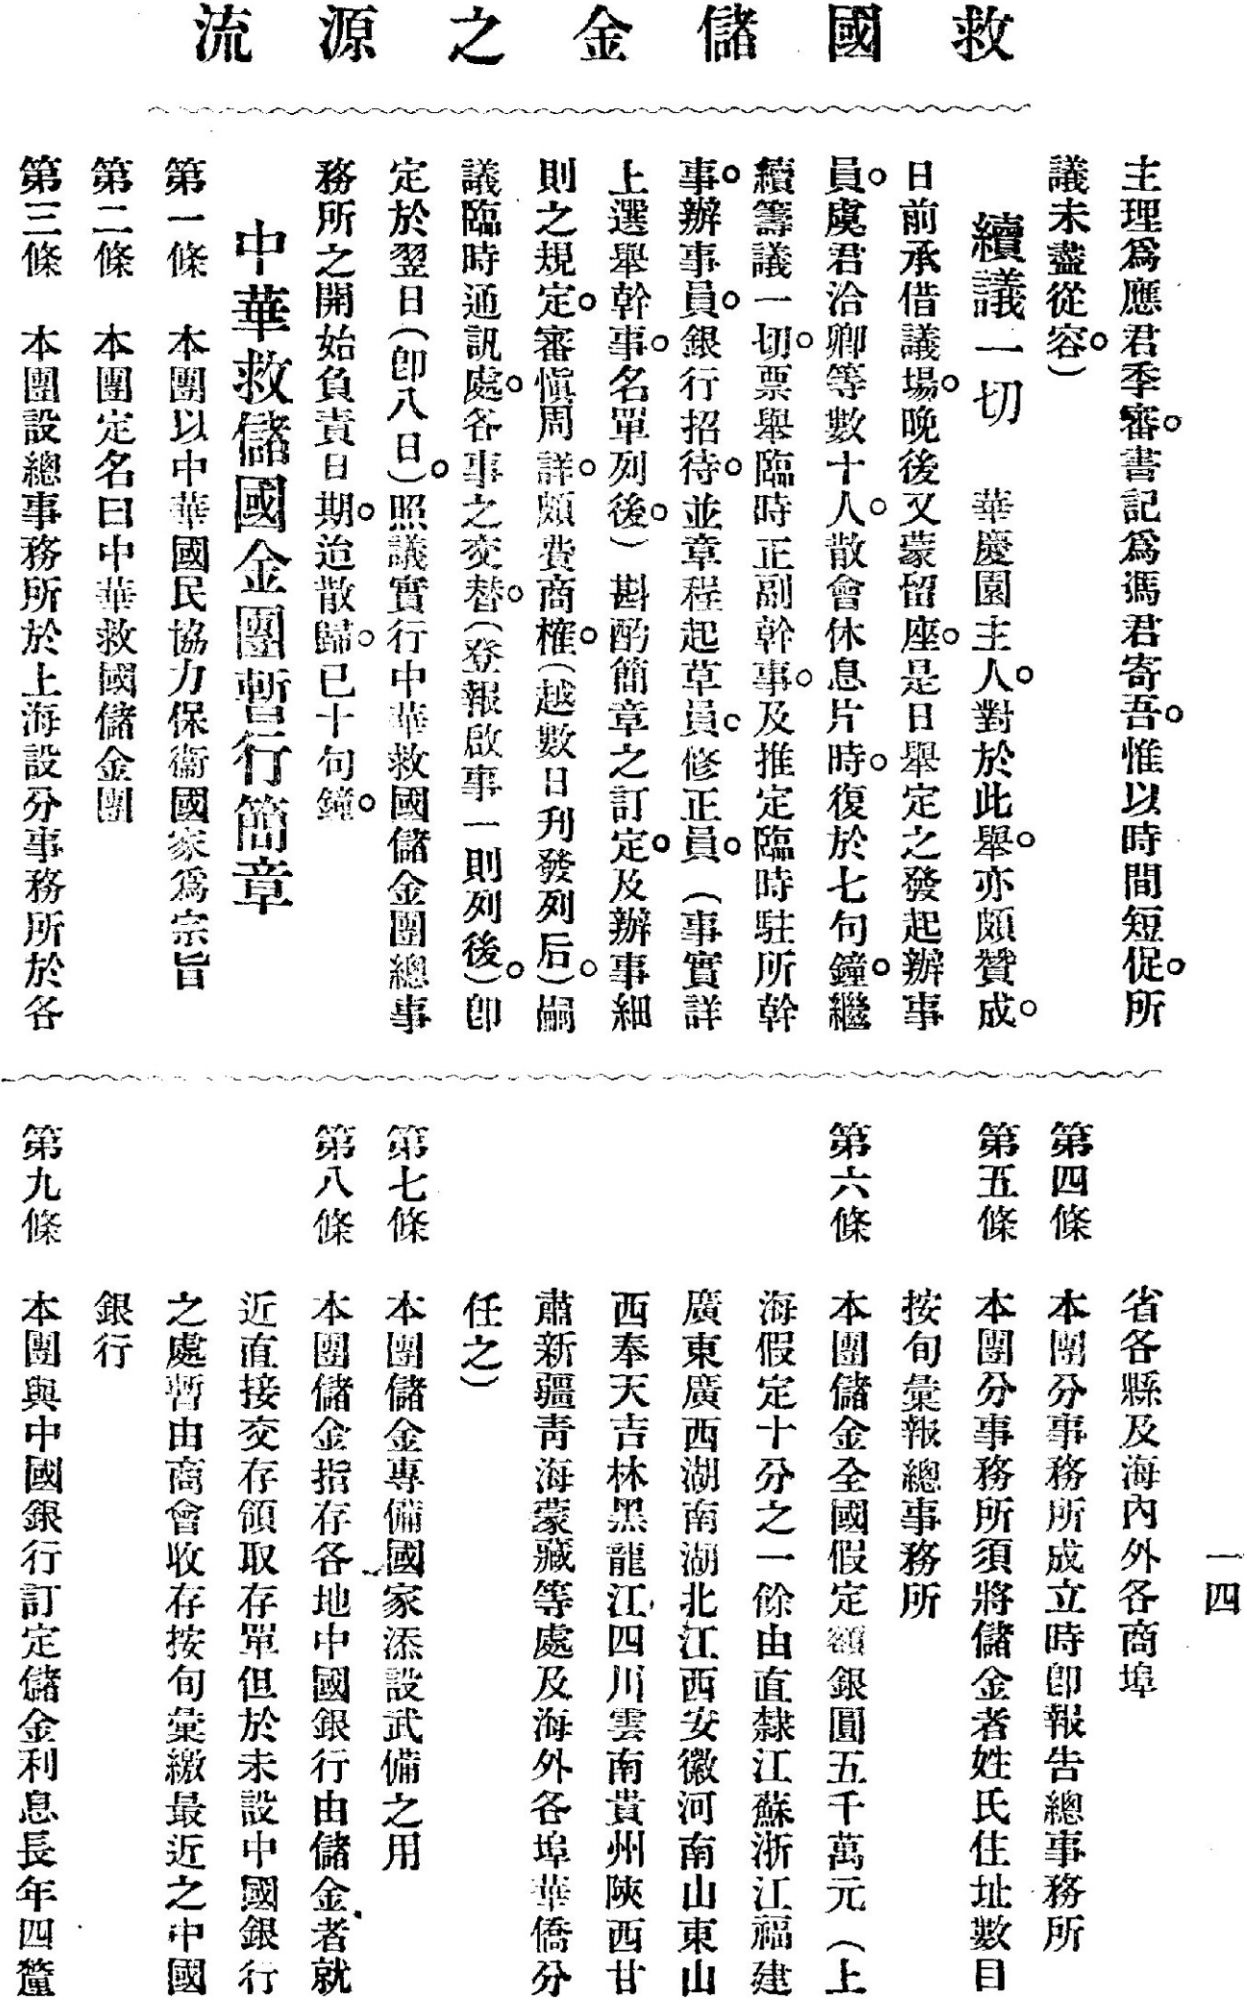 救國儲金之源流
主理爲應君季審。書記爲馮君寄吾。惟以時間短促。所
議未盡從容。）
續議一切　華慶園主人。對於此舉。亦頗贊成。
日前承借議場。晚後又蒙留座。是日舉定之發起辦事
員。虞君洽卿等數十人。散會休息片時。復於七句鐘。繼
續籌議一切。票舉臨時正副幹事。及推定臨時駐所幹
事。辦事員。銀行招待。並章程起草員。修正員。（事實詳
上選舉幹事。名單列後。）斟酌簡章之訂定。及辦事細
則之規定。審愼周詳。頗費商榷。（越數日刋發列后。）嗣
議臨時通訊處。各事之交替。（登報啟事一則列後。）卽
定於翌日（卽八日）。照議實行中華救國儲金團總事
務所之開始負責日期。迨散歸。已十句鐘。
中華救儲國金團暫行簡章
第一條　本團以中華國民協力保衞國家爲宗旨
第二條　本團定名曰中華救國儲金團
第三條　本團設總事務所於上海設分事務所於各
一四
省各縣及海內外各商埠
第四條　本團分事務所成立時卽報告總事務所
第五條　本團分事務所須將儲金者姓氏住址數目
按旬彙報總事務所
第六條　本團儲金全國假定額銀圓五千萬元（上
海假定十分之一餘由直隸江蘇浙江福建
廣東廣西湖南湖北江西安徽河南山東山
西奉天吉林黑龍江四川雲南貴州陝西甘
肅新疆靑海蒙藏等處及海外各埠華僑分
任之）
第七條　本團儲金專備國家添設武備之用
第八條　本團儲金指存各地中國銀行由儲金者就
近直接交存領取存單但於未設中國銀行
之處暫由商會收存按旬彙繳最近之中國
銀行
第九條　本團與中國銀行訂定儲金利息長年四釐